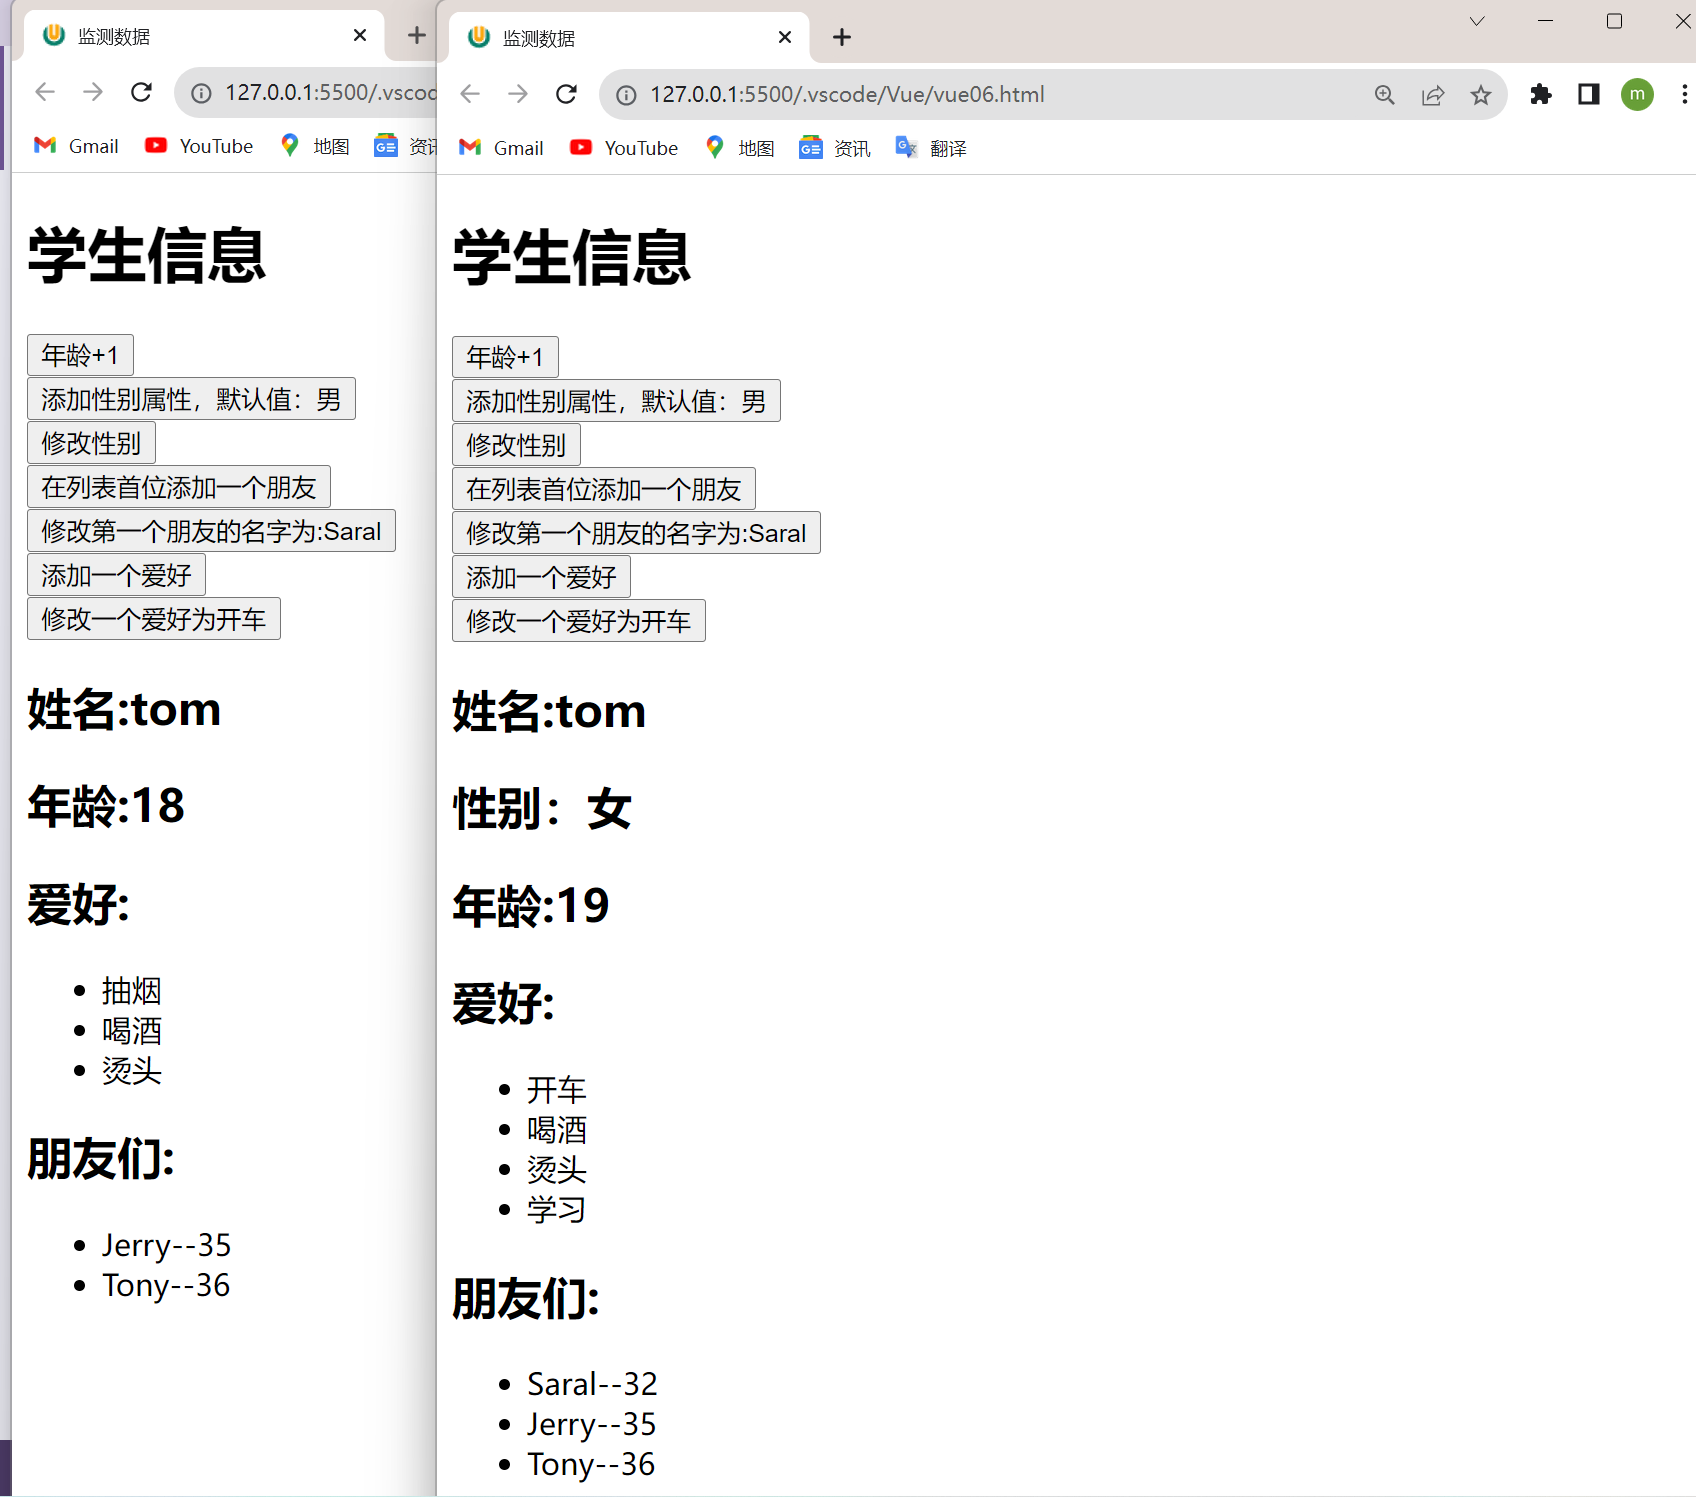 监测数据
127.0.0.1:5500/.vscod
Gmail YouTube 地图 资讯
学生信息
年龄+1
添加性别属性，默认值：男
修改性别
在列表首位添加一个朋友
修改第一个朋友的名字为:Saral
添加一个爱好
修改一个爱好为开车
姓名:tom
年龄:18
爱好:
抽烟
喝酒
烫头
朋友们:
Jerry--35
Tony--36
监测数据
127.0.0.1:5500/.vscode/Vue/vue06.html
m
Gmail YouTube 地图 资讯 翻译
学生信息
年龄+1
添加性别属性，默认值：男
修改性别
在列表首位添加一个朋友
修改第一个朋友的名字为:Saral
添加一个爱好
修改一个爱好为开车
姓名:tom
性别：女
年龄:19
爱好:
开车
喝酒
烫头
学习
朋友们:
Saral--32
Jerry--35
Tony--36